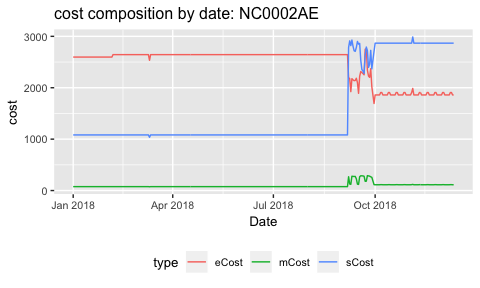 cost composition by date: NC0002AE
3000
2000
1000
0
cost
Jan 2018 Apr 2018 Jul 2018 Oct 2018
Date
type eCost mCost sCost